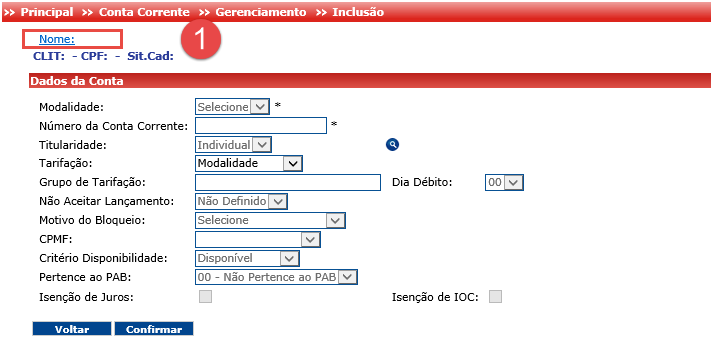 >> Principal >> Conta Corrente >> Gerenciamento >> Inclusão
Nome:
1
CLIT: - CPF: - Sit.Cad:
Dados da Conta
Modalidade: Selecione *
Número da Conta Corrente: *
Titularidade: Individual
Tarifação: Modalidade
Grupo de Tarifação: Dia Débito: 00
Não Aceitar Lançamento: Não Definido
Motivo do Bloqueio: Selecione
CPMF:
Critério Disponibilidade: Disponível
Pertence ao PAB: 00 - Não Pertence ao PAB
Isenção de Juros: Isenção de IOC:
Voltar Confirmar